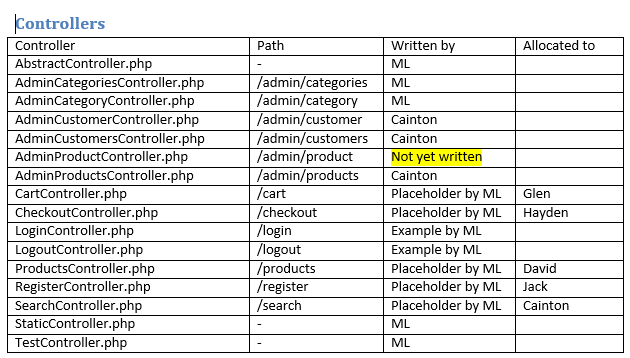 Controllers
Controller Path Written by Allocated to
AbstractController.php - ML
AdminCategoriesController.php /admin/categories ML
AdminCategoryController.php /admin/category ML
AdminCustomerController.php /admin/customer Cainton
AdminCustomersController.php /admin/customers Cainton
AdminProductController.php /admin/product Not yet written
AdminProductsController.php /admin/products Cainton
CartController.php /cart Placeholder by ML Glen
CheckoutController.php /checkout Placeholder by ML Hayden
LoginController.php /login Example by ML
LogoutController.php /logout Example by ML
ProductsController.php /products Placeholder by ML David
RegisterController.php /register Placeholder by ML Jack
SearchController.php /search Placeholder by ML Cainton
StaticController.php - ML
TestController.php - ML